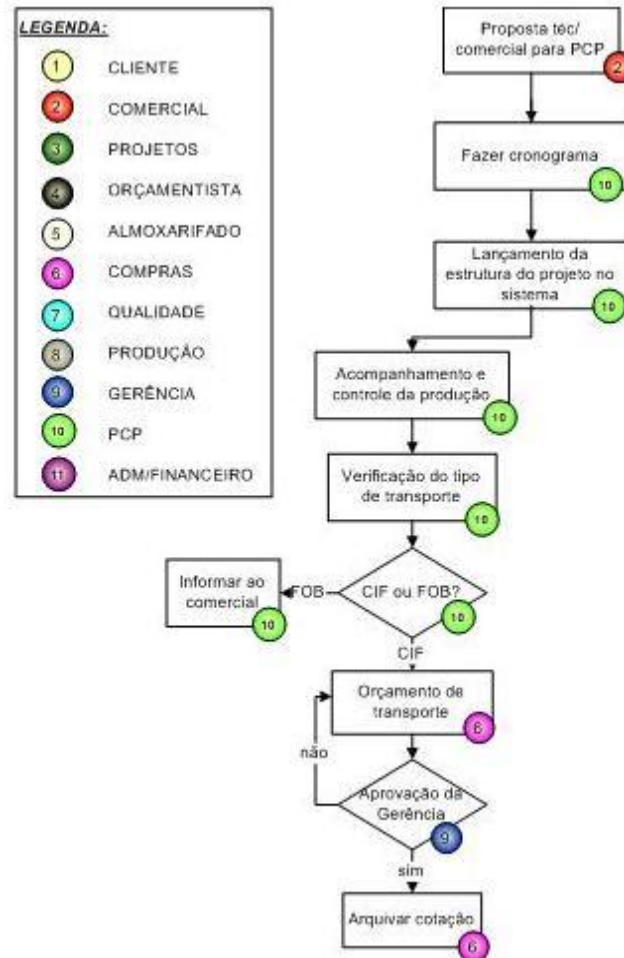 LEGENDA:
1 CLIENTE
2 COMERCIAL
3 PROJETOS
4 ORÇAMENTISTA
5 ALMOXARIFADO
6 COMPRAS
7 QUALIDADE
8 PRODUÇÃO
9 GERÊNCIA
10 PCP
11 ADM/FINANCEIRO
Proposta téc/
comercial para PCP
2
Fazer cronograma
10
Lançamento da
estrutura do projeto no
sistema
10
Acompanhamento e
controle da produção
10
Verificação do tipo
de transporte
10
CIF ou FOB?
10
FOB
Informar ao
comercial
10
CIF
Orçamento de
transporte
6
não
Aprovação da
Gerência
9
sim
Arquivar cotação
6